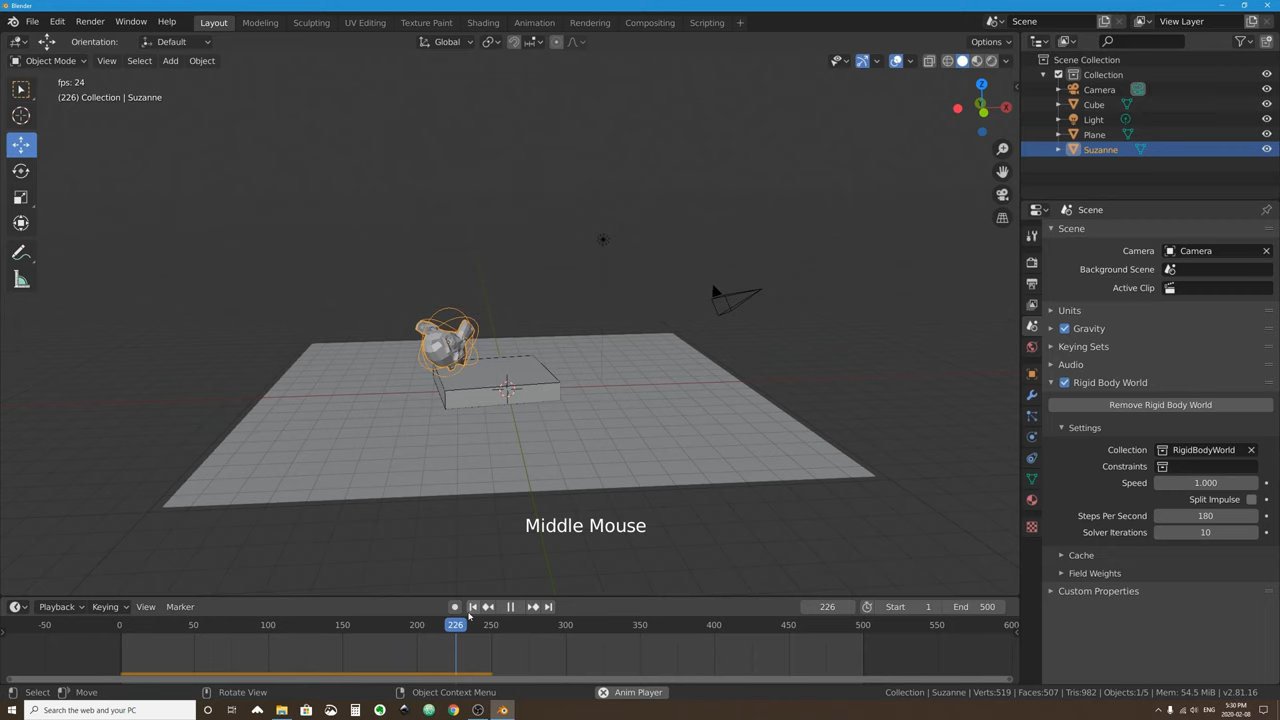 Blender
File Edit Render Window Help Layout Modeling Sculpting UV Editing Texture Paint Shading Animation Rendering Compositing Scripting + Scene View Layer
Orientation: Default Global Options
Object Mode View Select Add Object
fps: 24
(226) Collection | Suzanne
Z
X
Y
Middle Mouse
Scene Collection
Collection
Camera
Cube
Light
Plane
Suzanne
Scene
Scene
Camera Camera
Background Scene
Active Clip
Units
Gravity
Keying Sets
Audio
Rigid Body World
Remove Rigid Body World
Settings
Collection RigidBodyWorld
Constraints
Speed 1.000
Split Impulse
Steps Per Second 180
Solver Iterations 10
Cache
Field Weights
Custom Properties
Playback Keying View Marker 226 Start 1 End 500
-50 0 50 100 150 200 226 250 300 350 400 450 500 550 600
Select Move Rotate View Object Context Menu Anim Player Collection | Suzanne | Verts:519 | Faces:507 | Tris:982 | Objects:1/5 | Mem: 54.5 MiB | v2.81.16
Search the web and your PC ENG 5:30 PM
2020-02-08